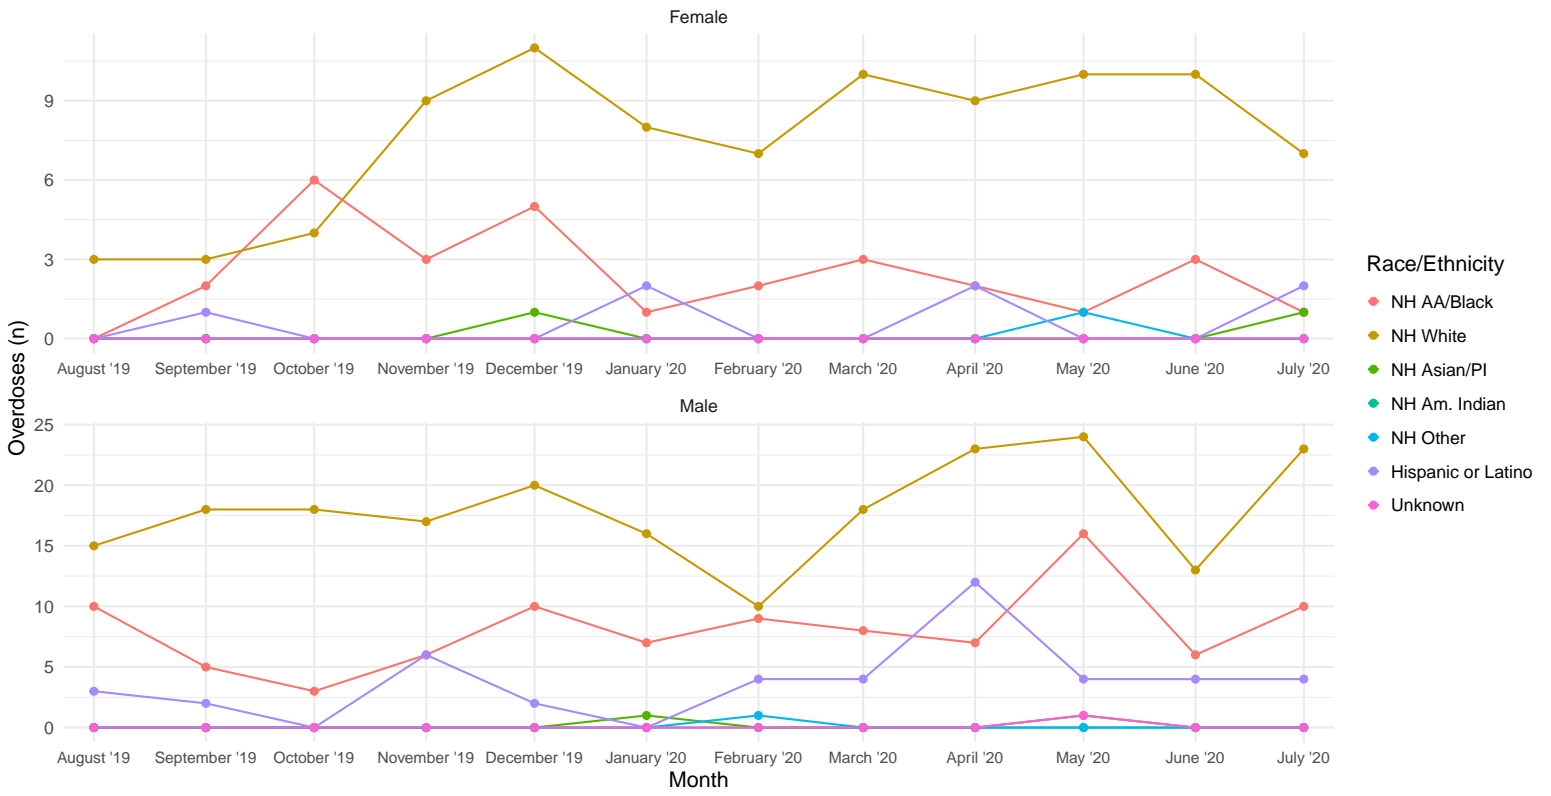 Female
9
6
3
0
August '19 September '19 October '19 November '19 December '19 January '20 February '20 March '20 April '20 May '20 June '20 July '20
Overdoses (n)
Male
25
20
15
10
5
0
August '19 September '19 October '19 November '19 December '19 January '20 February '20 March '20 April '20 May '20 June '20 July '20
Month
Race/Ethnicity
NH AA/Black
NH White
NH Asian/PI
NH Am. Indian
NH Other
Hispanic or Latino
Unknown